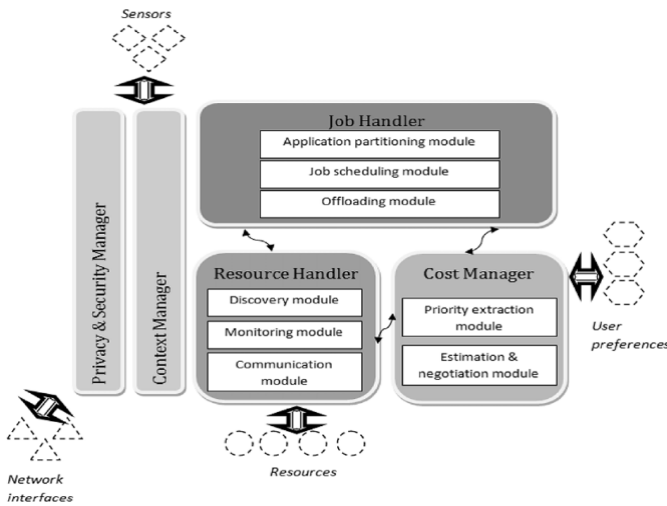 Sensors
Job Handler
Application partitioning module
Job scheduling module
Offloading module
Privacy & Security Manager
Context Manager
Resource Handler
Discovery module
Monitoring module
Communication
module
Cost Manager
Priority extraction
module
Estimation &
negotiation module
User
preferences
Resources
Network
interfaces